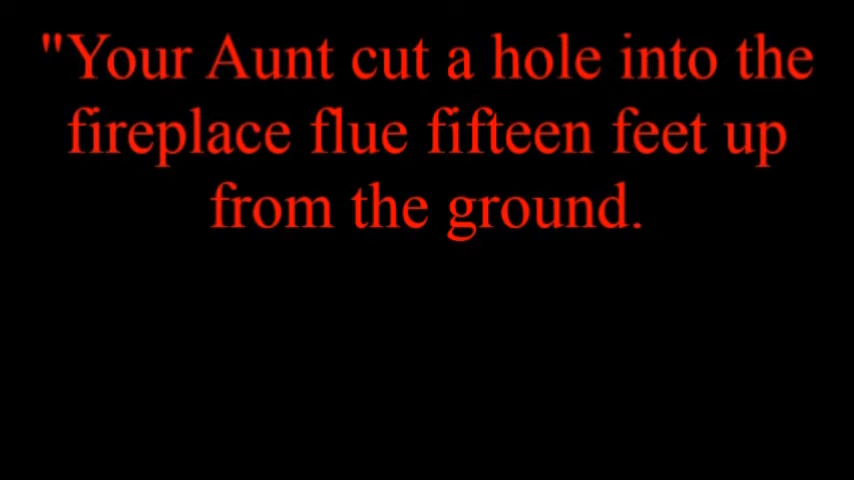 "Your Aunt cut a hole into the
fireplace flue fifteen feet up
from the ground.